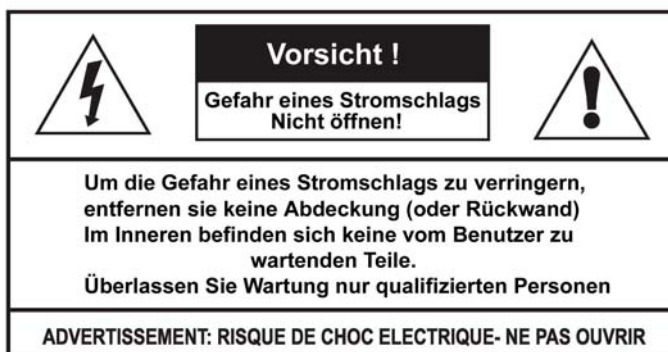 Vorsicht !
Gefahr eines Stromschlags
Nicht öffnen!
Um die Gefahr eines Stromschlags zu verringern,
entfernen sie keine Abdeckung (oder Rückwand)
Im Inneren befinden sich keine vom Benutzer zu
wartenden Teile.
Überlassen Sie Wartung nur qualifizierten Personen
ADVERTISSEMENT: RISQUE DE CHOC ELECTRIQUE- NE PAS OUVRIR